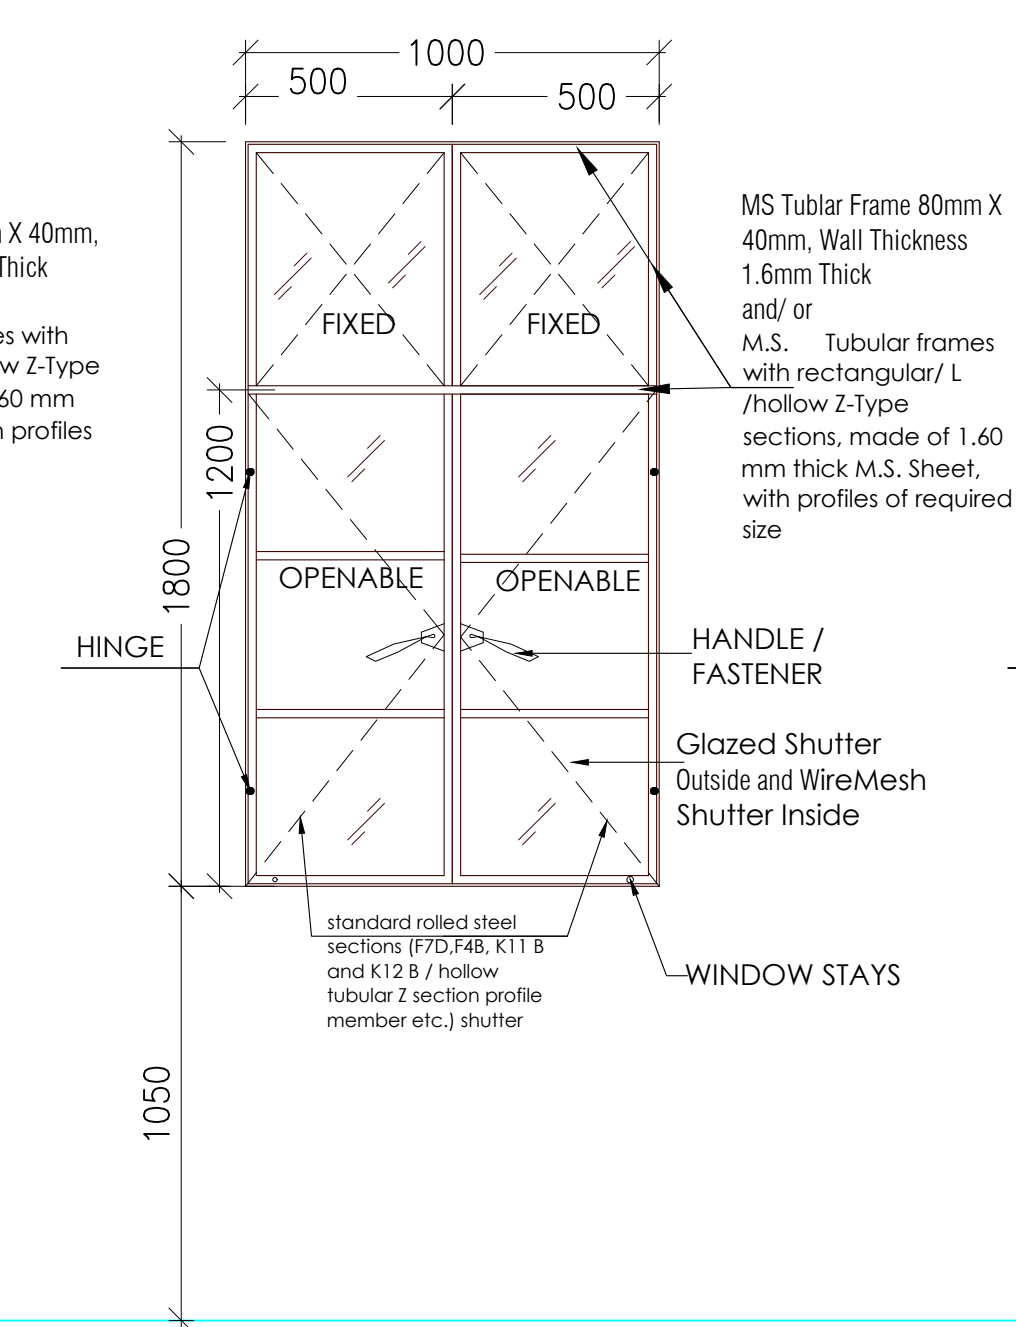 1000
500
500
X 40mm,
Thick
es with
w Z-Type
60 mm
profiles
MS Tublar Frame 80mm X
40mm, Wall Thickness
1.6mm Thick
and/ or
M.S. Tubular frames
with rectangular/ L
/hollow Z-Type
sections, made of 1.60
mm thick M.S. Sheet,
with profiles of required
size
FIXED
FIXED
1200
1800
OPENABLE
OPENABLE
HINGE
HANDLE /
FASTENER
Glazed Shutter
Outside and WireMesh
Shutter Inside
standard rolled steel
sections (F7D,F4B, K11 B
and K12 B / hollow
tubular Z section profile
member etc.) shutter
WINDOW STAYS
1050